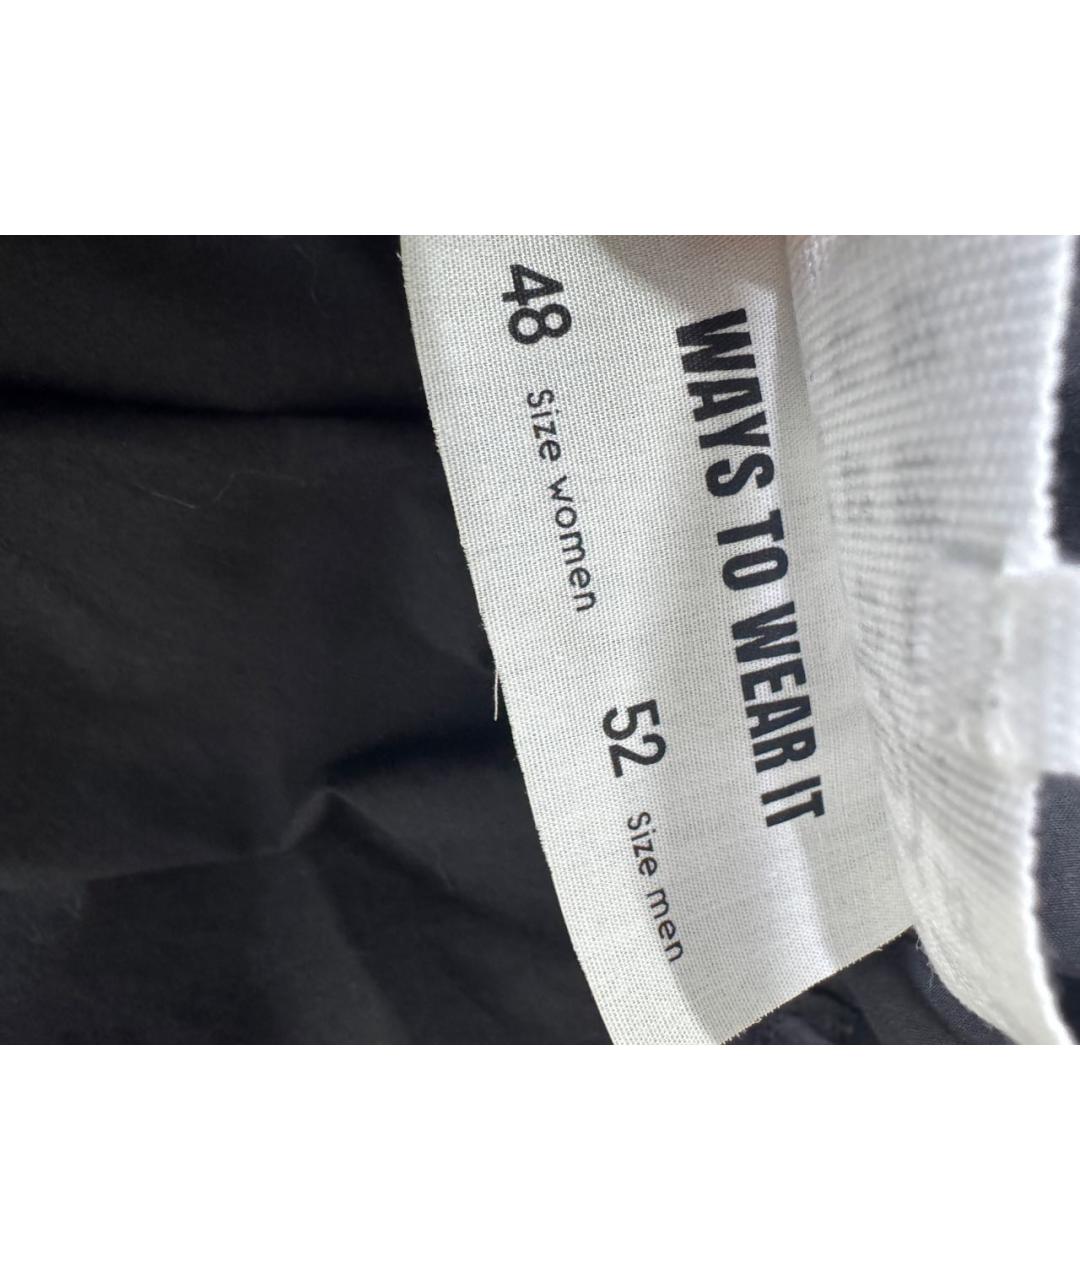 WAYS TO WEAR IT
48 Size women 52 Size men